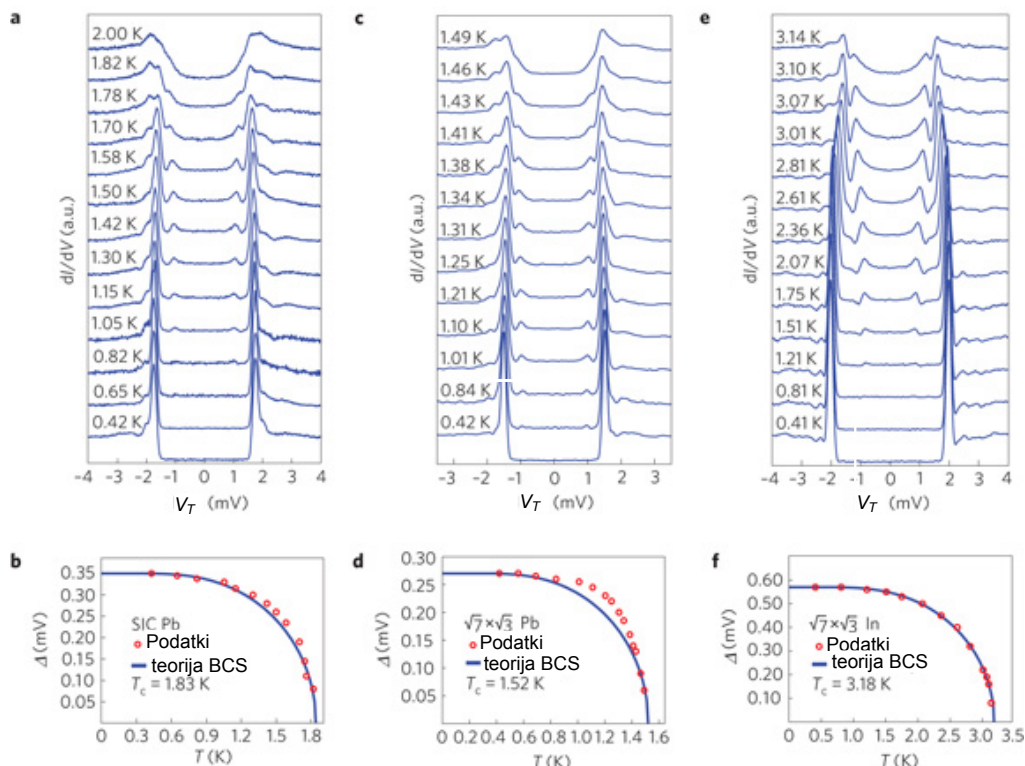 a
2.00 K
1.82 K
1.78 K
1.70 K
1.58 K
1.50 K
1.42 K
1.30 K
1.15 K
1.05 K
0.82 K
0.65 K
0.42 K
dI/dV (a.u.)
-4 -3 -2 -1 0 1 2 3 4
V_T (mV)
c
1.49 K
1.46 K
1.43 K
1.41 K
1.38 K
1.34 K
1.31 K
1.25 K
1.21 K
1.10 K
1.01 K
0.84 K
0.42 K
dI/dV (a.u.)
-3 -2 -1 0 1 2 3
V_T (mV)
e
3.14 K
3.10 K
3.07 K
3.01 K
2.81 K
2.61 K
2.36 K
2.07 K
1.75 K
1.51 K
1.21 K
0.81 K
0.41 K
dI/dV (a.u.)
-4 -3 -2 -1 0 1 2 3 4
V_T (mV)
b
0.35
0.30
0.25
0.20
0.15
0.10
0.05
Δ (mV)
SIC Pb
Podatki
teorija BCS
Tc = 1.83 K
0 0.3 0.6 0.9 1.2 1.5 1.8
T (K)
d
0.30
0.25
0.20
0.15
0.10
0.05
Δ (mV)
√7×√3 Pb
Podatki
teorija BCS
Tc = 1.52 K
0 0.2 0.4 0.6 0.8 1.0 1.2 1.4 1.6
T (K)
f
0.60
0.50
0.40
0.30
0.20
0.10
Δ (mV)
√7×√3 In
Podatki
teorija BCS
Tc = 3.18 K
0 0.5 1.0 1.5 2.0 2.5 3.0 3.5
T (K)